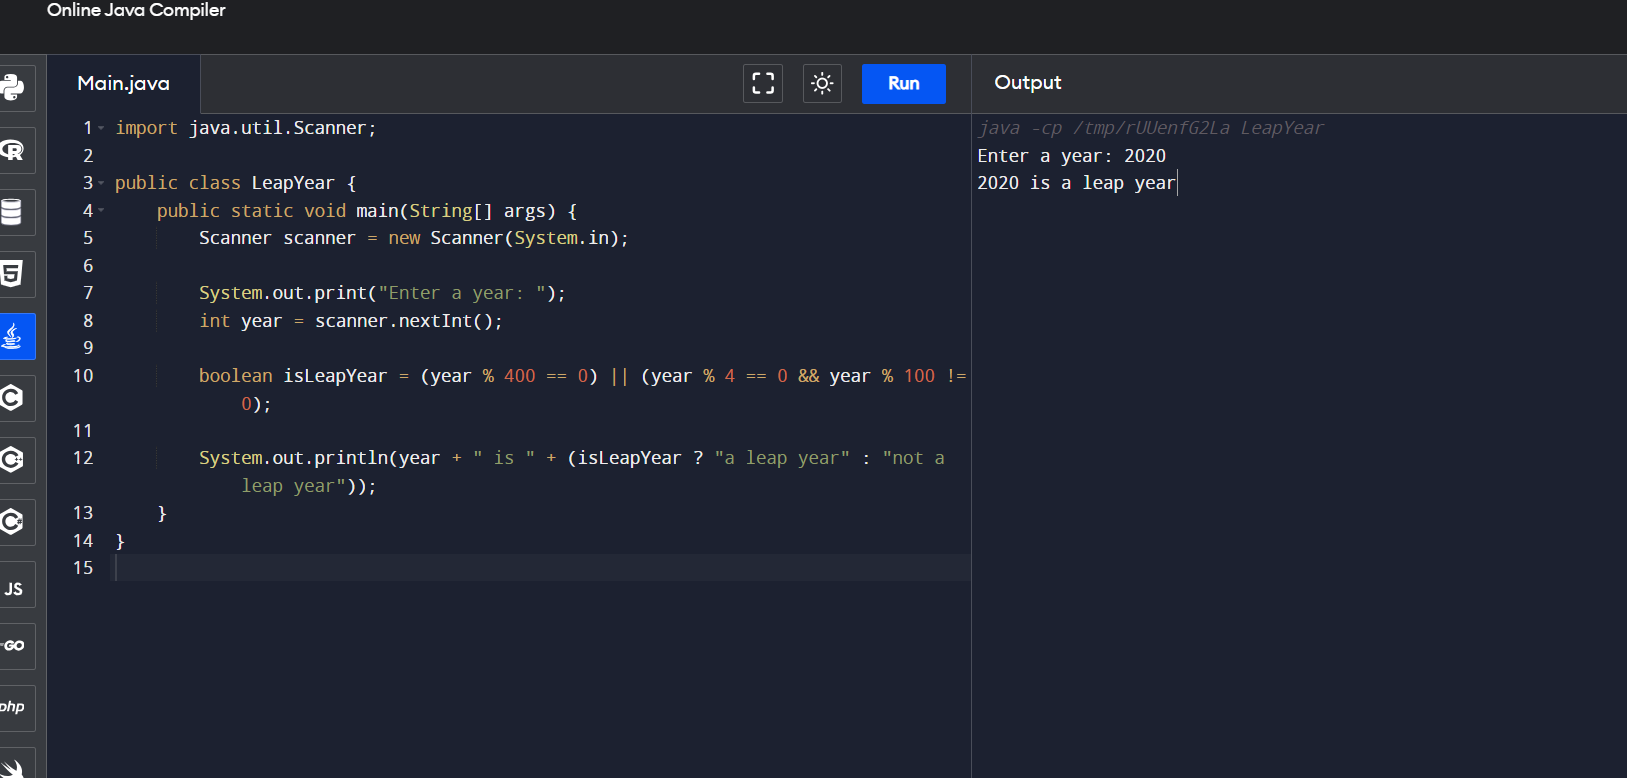 Online Java Compiler
Main.java
Run
Output
1 import java.util.Scanner;
2
3 public class LeapYear {
4 public static void main(String[] args) {
5 Scanner scanner = new Scanner(System.in);
6
7 System.out.print("Enter a year: ");
8 int year = scanner.nextInt();
9
10 boolean isLeapYear = (year % 400 == 0) || (year % 4 == 0 && year % 100 !=
0);
11
12 System.out.println(year + " is " + (isLeapYear ? "a leap year" : "not a
leap year"));
13 }
14 }
15
java -cp /tmp/rUUenfG2La LeapYear
Enter a year: 2020
2020 is a leap year
R
5
C
C++
C#
JS
GO
php